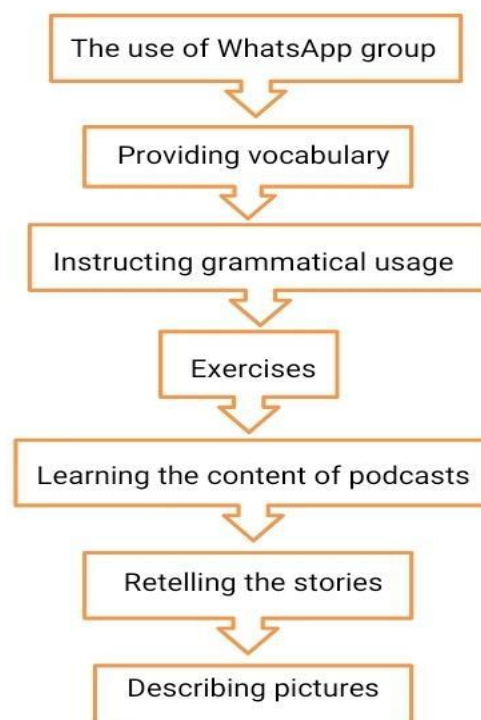 The use of WhatsApp group
Providing vocabulary
Instructing grammatical usage
Exercises
Learning the content of podcasts
Retelling the stories
Describing pictures